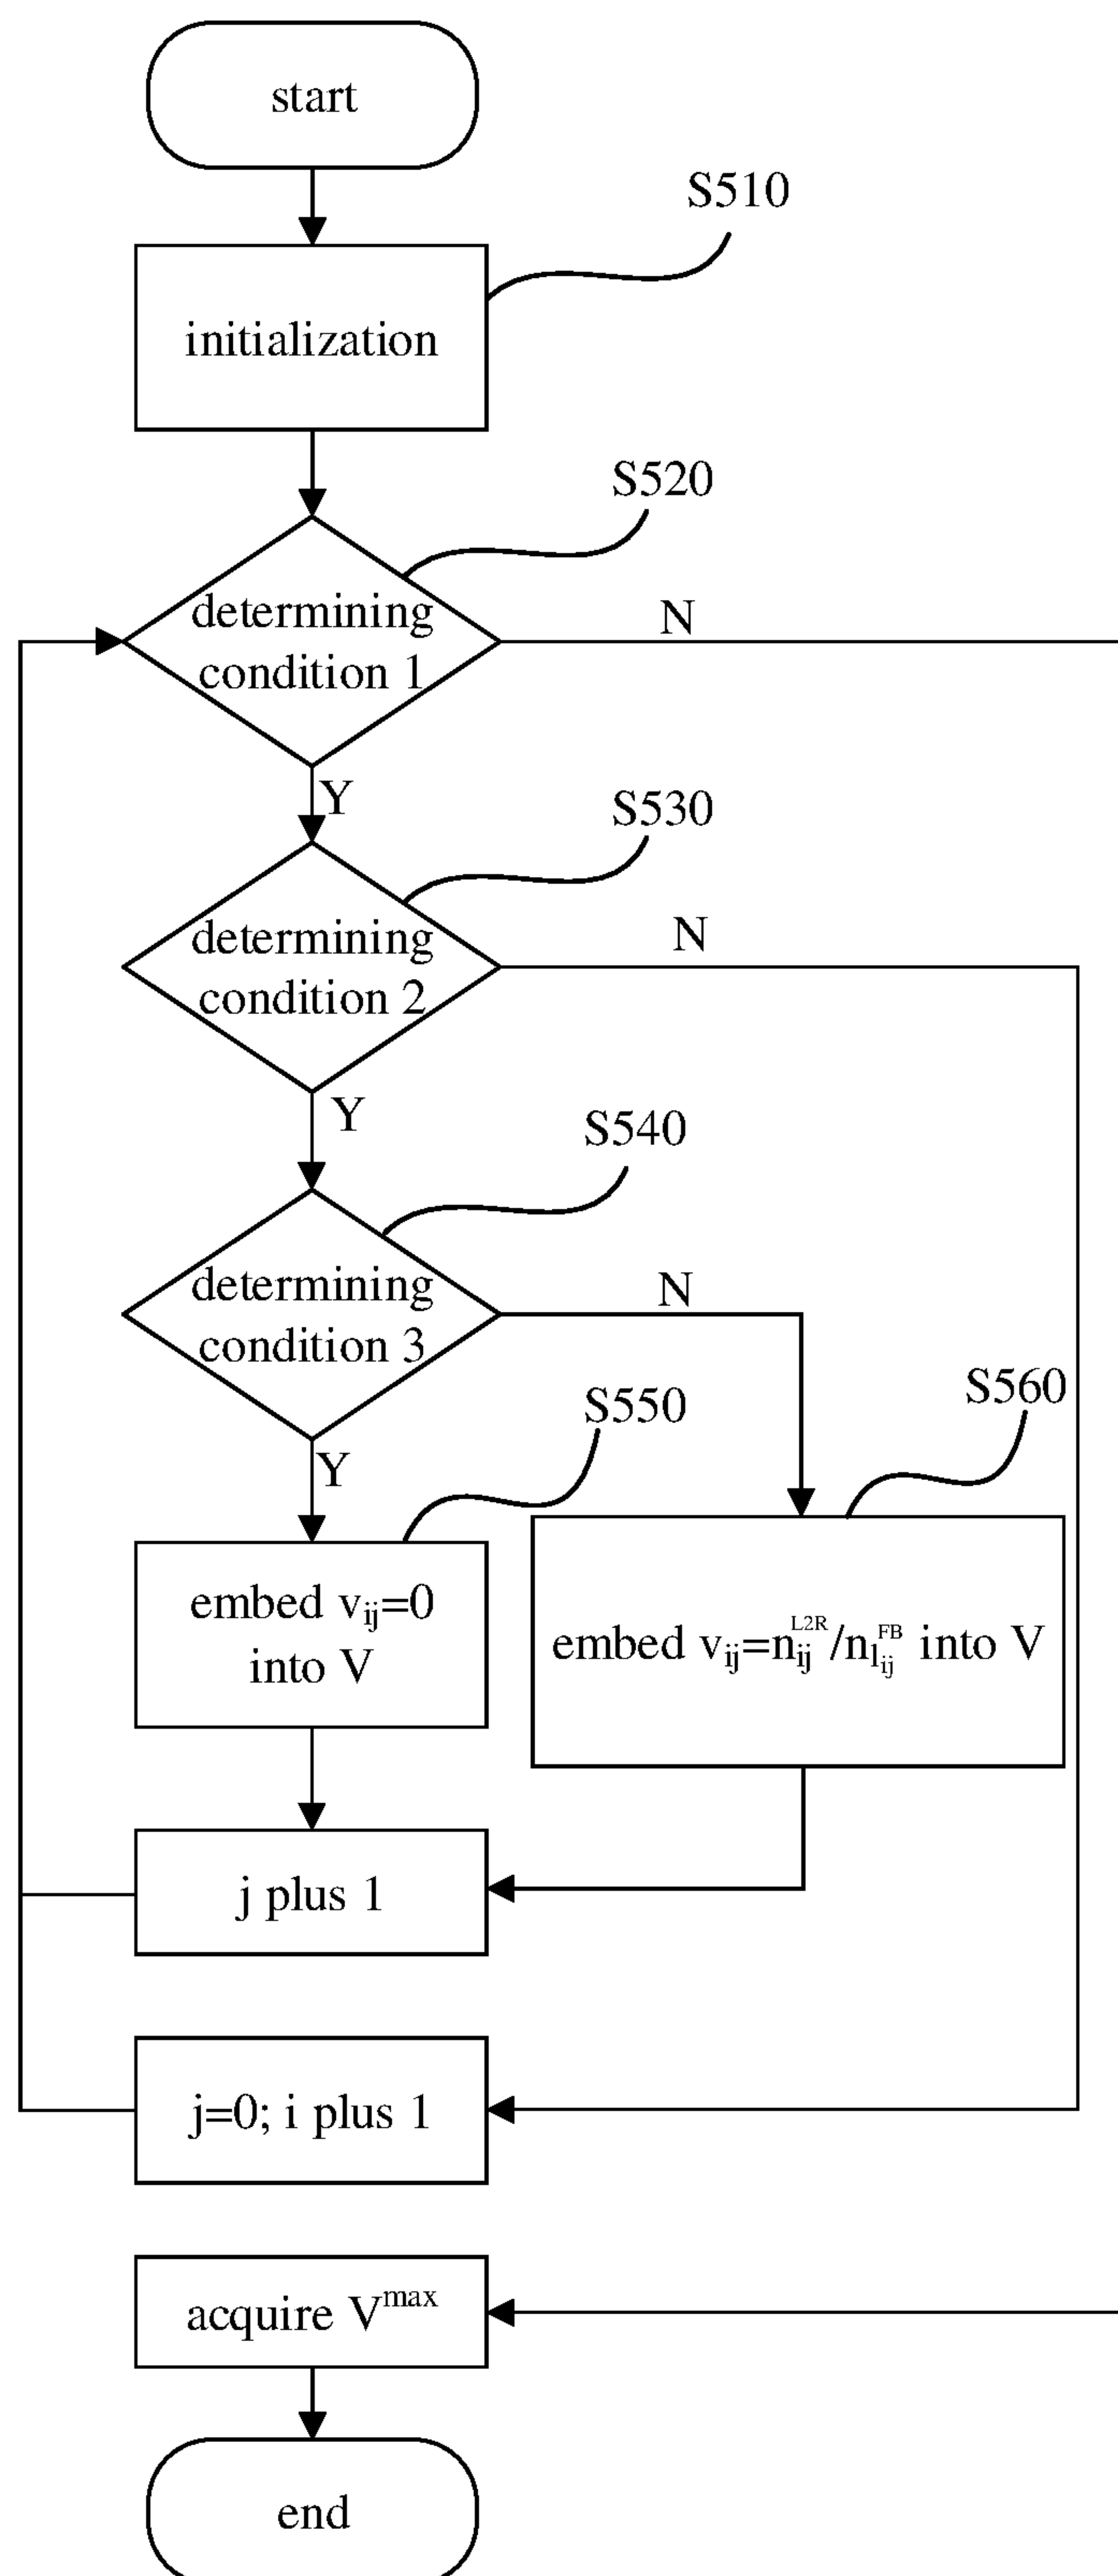 start
S510
initialization
S520
determining
condition 1
N
Y
S530
determining
condition 2
N
Y
S540
determining
condition 3
N
Y
S550
S560
embed vij=0
into V
embed vij=nijL2R/nlijFB into V
j plus 1
j=0; i plus 1
acquire Vmax
end